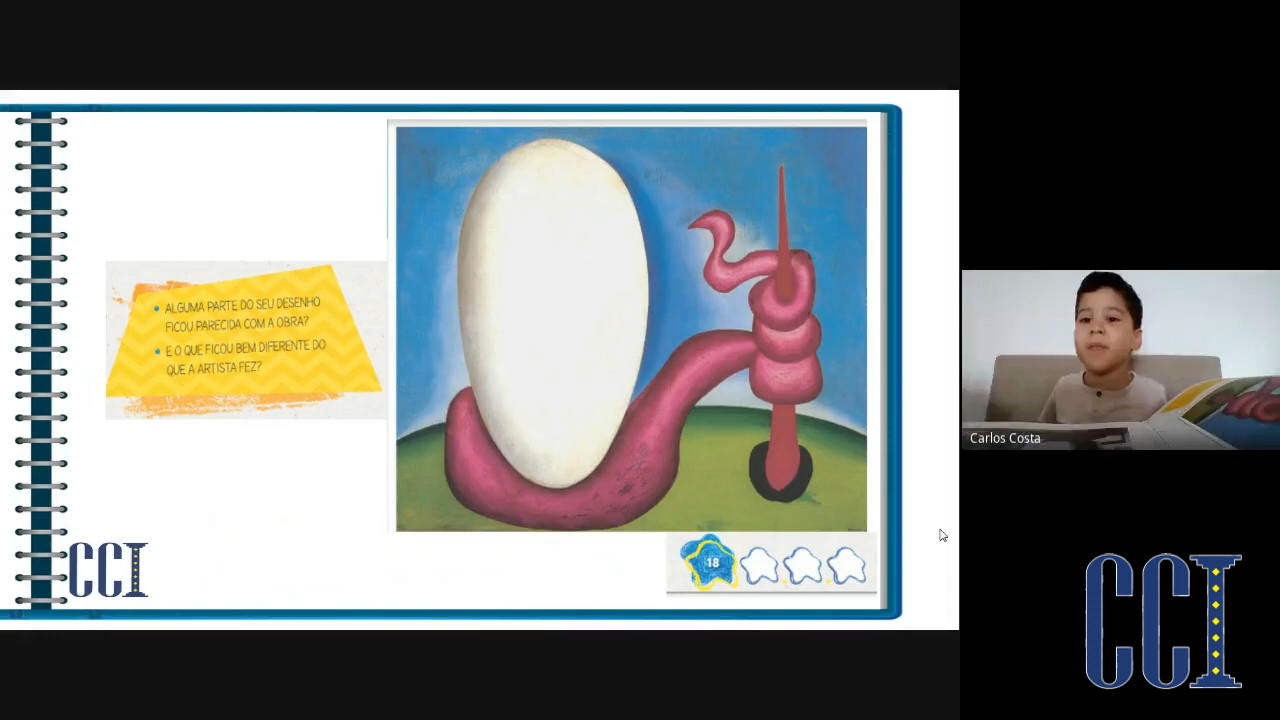 ALGUMA PARTE DO SEU DESENHO
FICOU PARECIDA COM A OBRA?
E O QUE FICOU BEM DIFERENTE DO
QUE A ARTISTA FEZ?
CCI
18
Carlos Costa
CCI